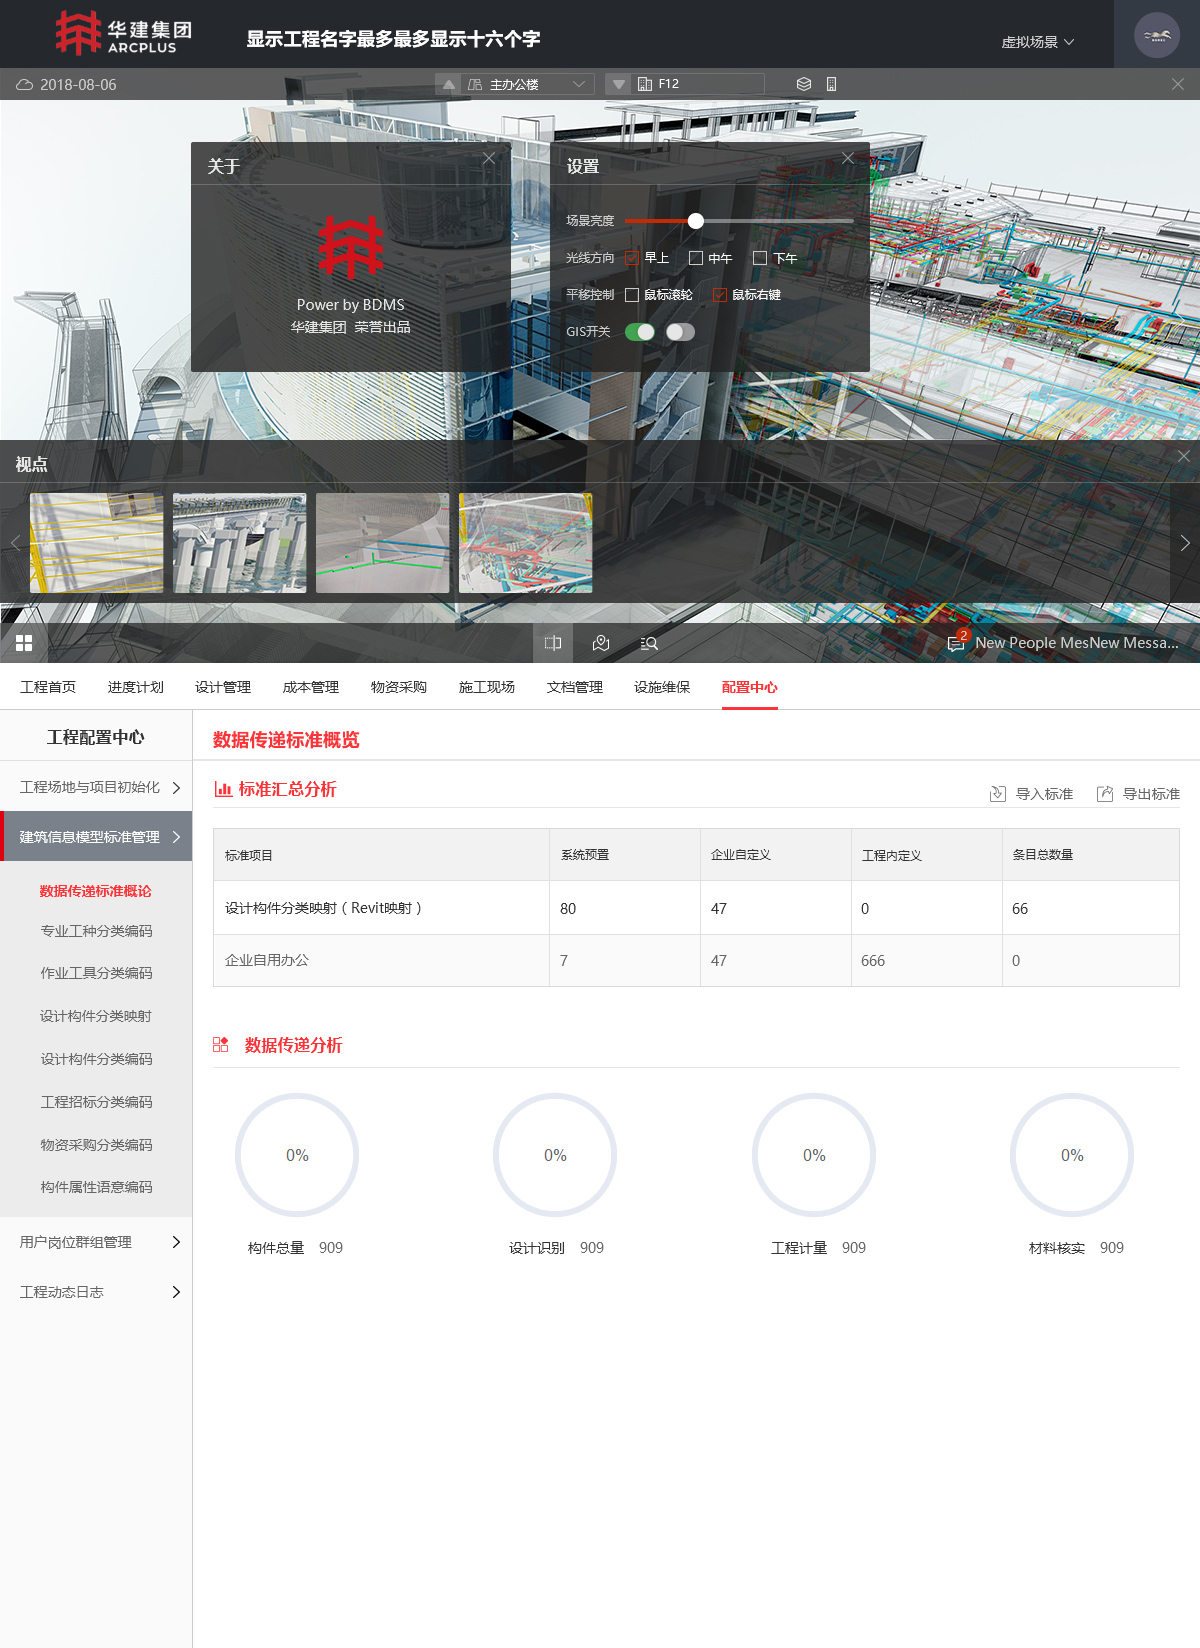 华建集团
ARCPLUS
显示工程名字最多最多显示十六个字
虚拟场景
2018-08-06
主办公楼
F12
关于
Power by BDMS
华建集团 荣誉出品
设置
场景亮度
光线方向 早上 中午 下午
平移控制 鼠标滚轮 鼠标右键
GIS开关
视点
2
New People MesNew Messa...
工程首页 进度计划 设计管理 成本管理 物资采购 施工现场 文档管理 设施维保 配置中心
工程配置中心
工程场地与项目初始化
建筑信息模型标准管理
数据传递标准概论
专业工种分类编码
作业工具分类编码
设计构件分类映射
设计构件分类编码
工程招标分类编码
物资采购分类编码
构件属性语意编码
用户岗位群组管理
工程动态日志
数据传递标准概览
标准汇总分析
导入标准 导出标准
标准项目 系统预置 企业自定义 工程内定义 条目总数量
设计构件分类映射（Revit映射） 80 47 0 66
企业自用办公 7 47 666 0
数据传递分析
0% 0% 0% 0%
构件总量 909 设计识别 909 工程计量 909 材料核实 909